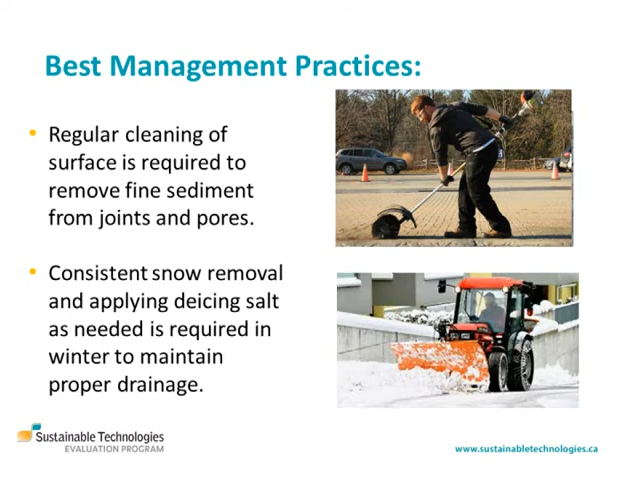 Best Management Practices:
• Regular cleaning of
surface is required to
remove fine sediment
from joints and pores.
• Consistent snow removal
and applying deicing salt
as needed is required in
winter to maintain
proper drainage.
Sustainable Technologies
EVALUATION PROGRAM
www.sustainabletechnologies.ca